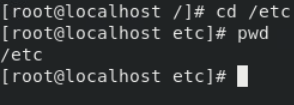 [root@localhost /]# cd /etc
[root@localhost etc]# pwd
/etc
[root@localhost etc]#